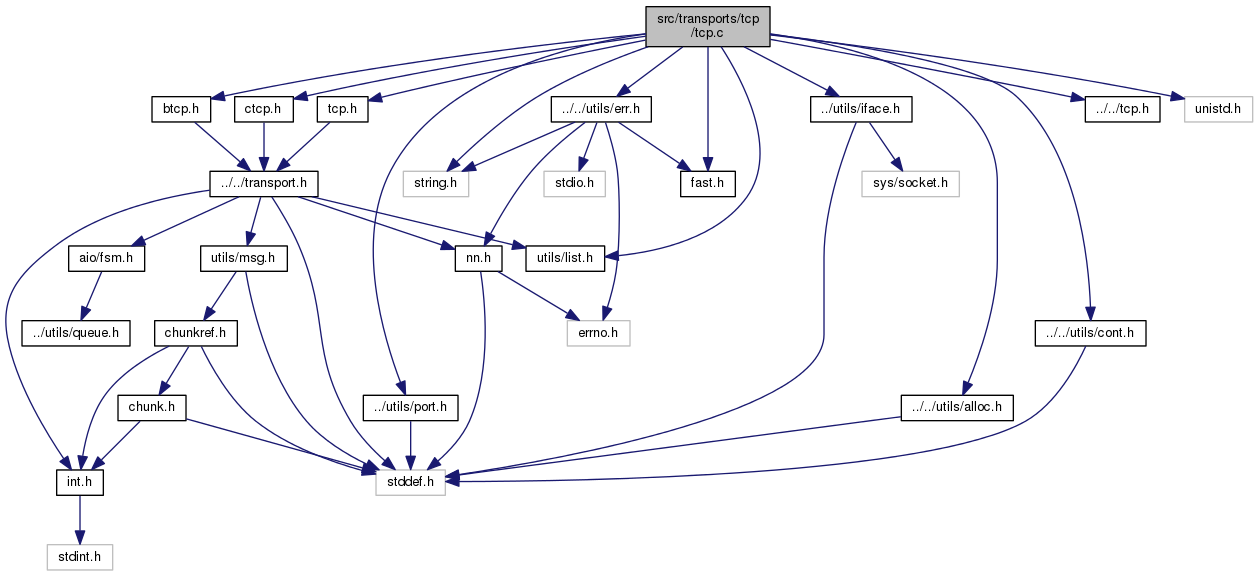 src/transports/tcp
/tcp.c
btcp.h
ctcp.h
tcp.h
../../utils/err.h
../utils/iface.h
../../tcp.h
unistd.h
../../transport.h
string.h
stdio.h
fast.h
sys/socket.h
aio/fsm.h
utils/msg.h
nn.h
utils/list.h
../utils/queue.h
chunkref.h
errno.h
../../utils/cont.h
chunk.h
../utils/port.h
../../utils/alloc.h
int.h
stddef.h
stdint.h